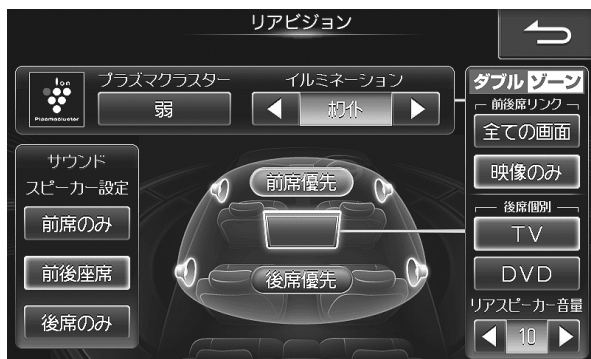 リアビジョン
Ion
Plasmacluster
プラズマクラスター
弱
イルミネーション
ホワイト
サウンド
スピーカー設定
前席のみ
前後座席
後席のみ
前席優先
後席優先
ダブルゾーン
前後席リンク
全ての画面
映像のみ
後席個別
TV
DVD
リアスピーカー音量
10